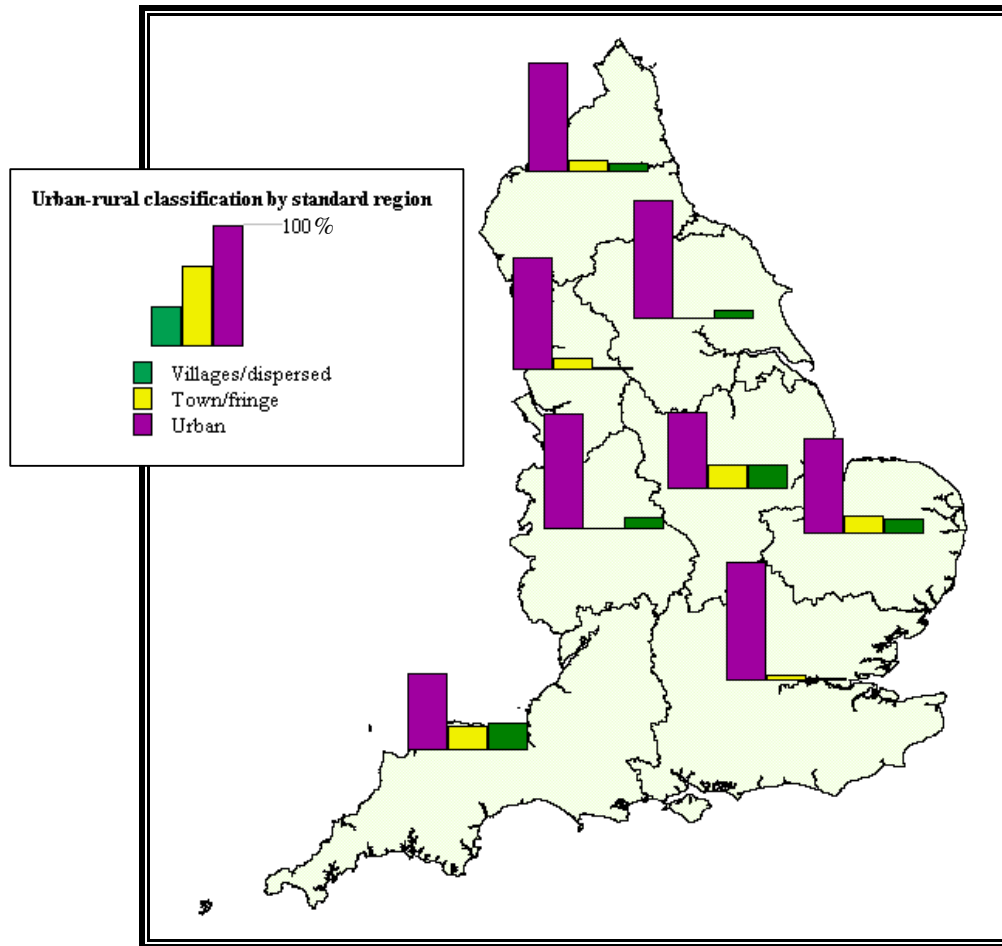 Urban-rural classification by standard region
100%
Villages/dispersed
Town/fringe
Urban